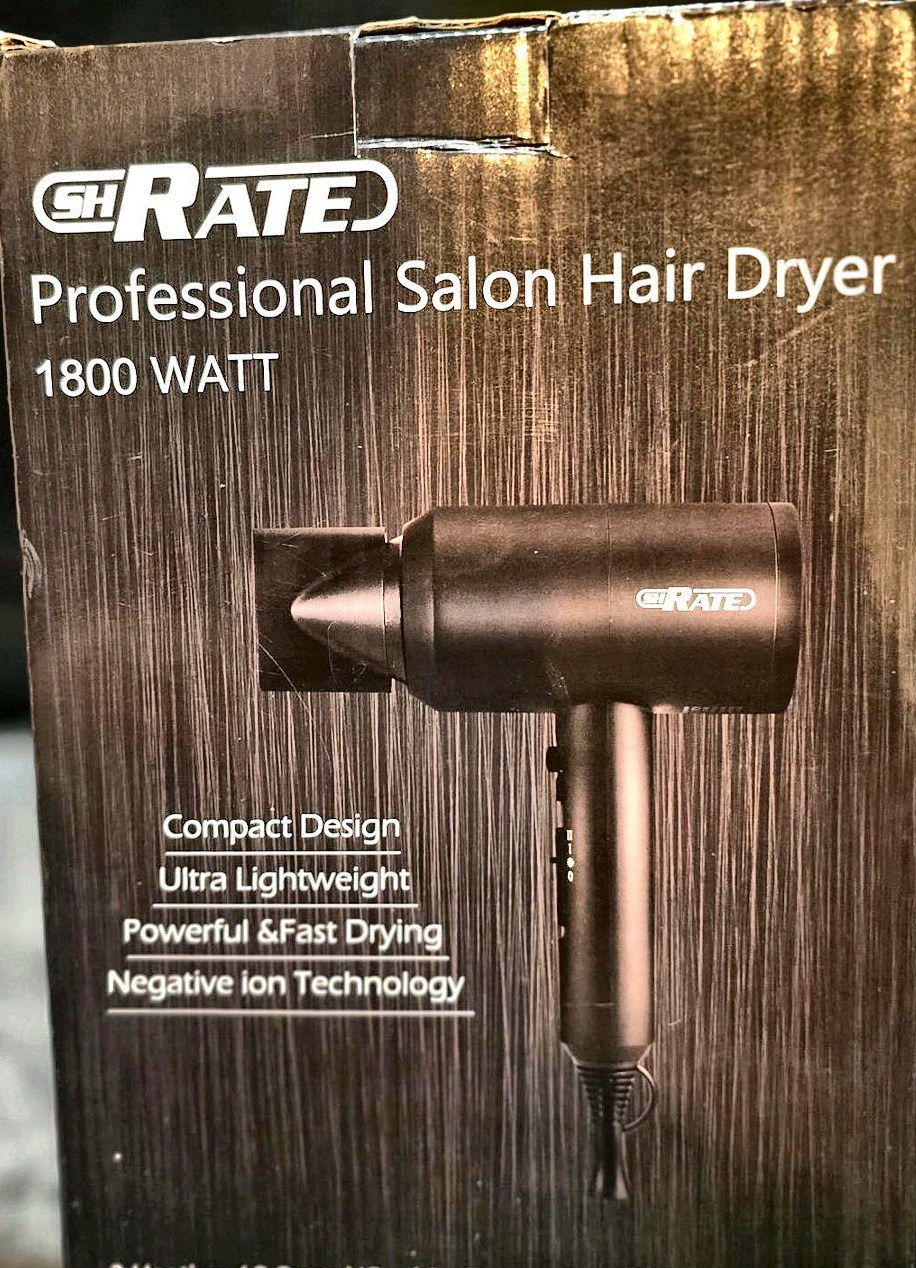 SHRATE
Professional Salon Hair Dryer
1800 WATT
SHRATE
Compact Design
Ultra Lightweight
Powerful &Fast Drying
Negative ion Technology